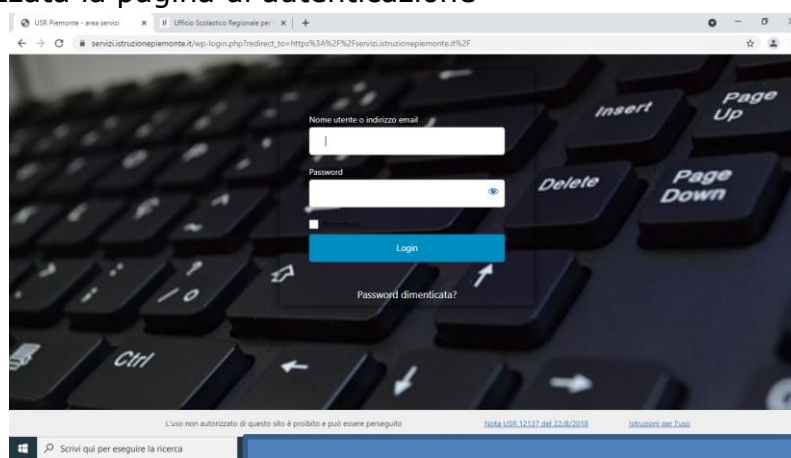 la pagina di autenticazione
USR Piemonte - area servizi
Ufficio Scolastico Regionale per
servizi.istruzionepiemonte.it/wp-login.php?redirect_to=https%3A%2F%2Fservizi.istruzionepiemonte.it%2F
Nome utente o indirizzo email
Password
Login
Password dimenticata?
Insert
Page
Up
Delete
Page
Down
Ctrl
L'uso non autorizzato di questo sito è proibito e può essere perseguito
Nota USR 12137 del 22/8/2018
Istruzioni per l'uso
Scrivi qui per eseguire la ricerca